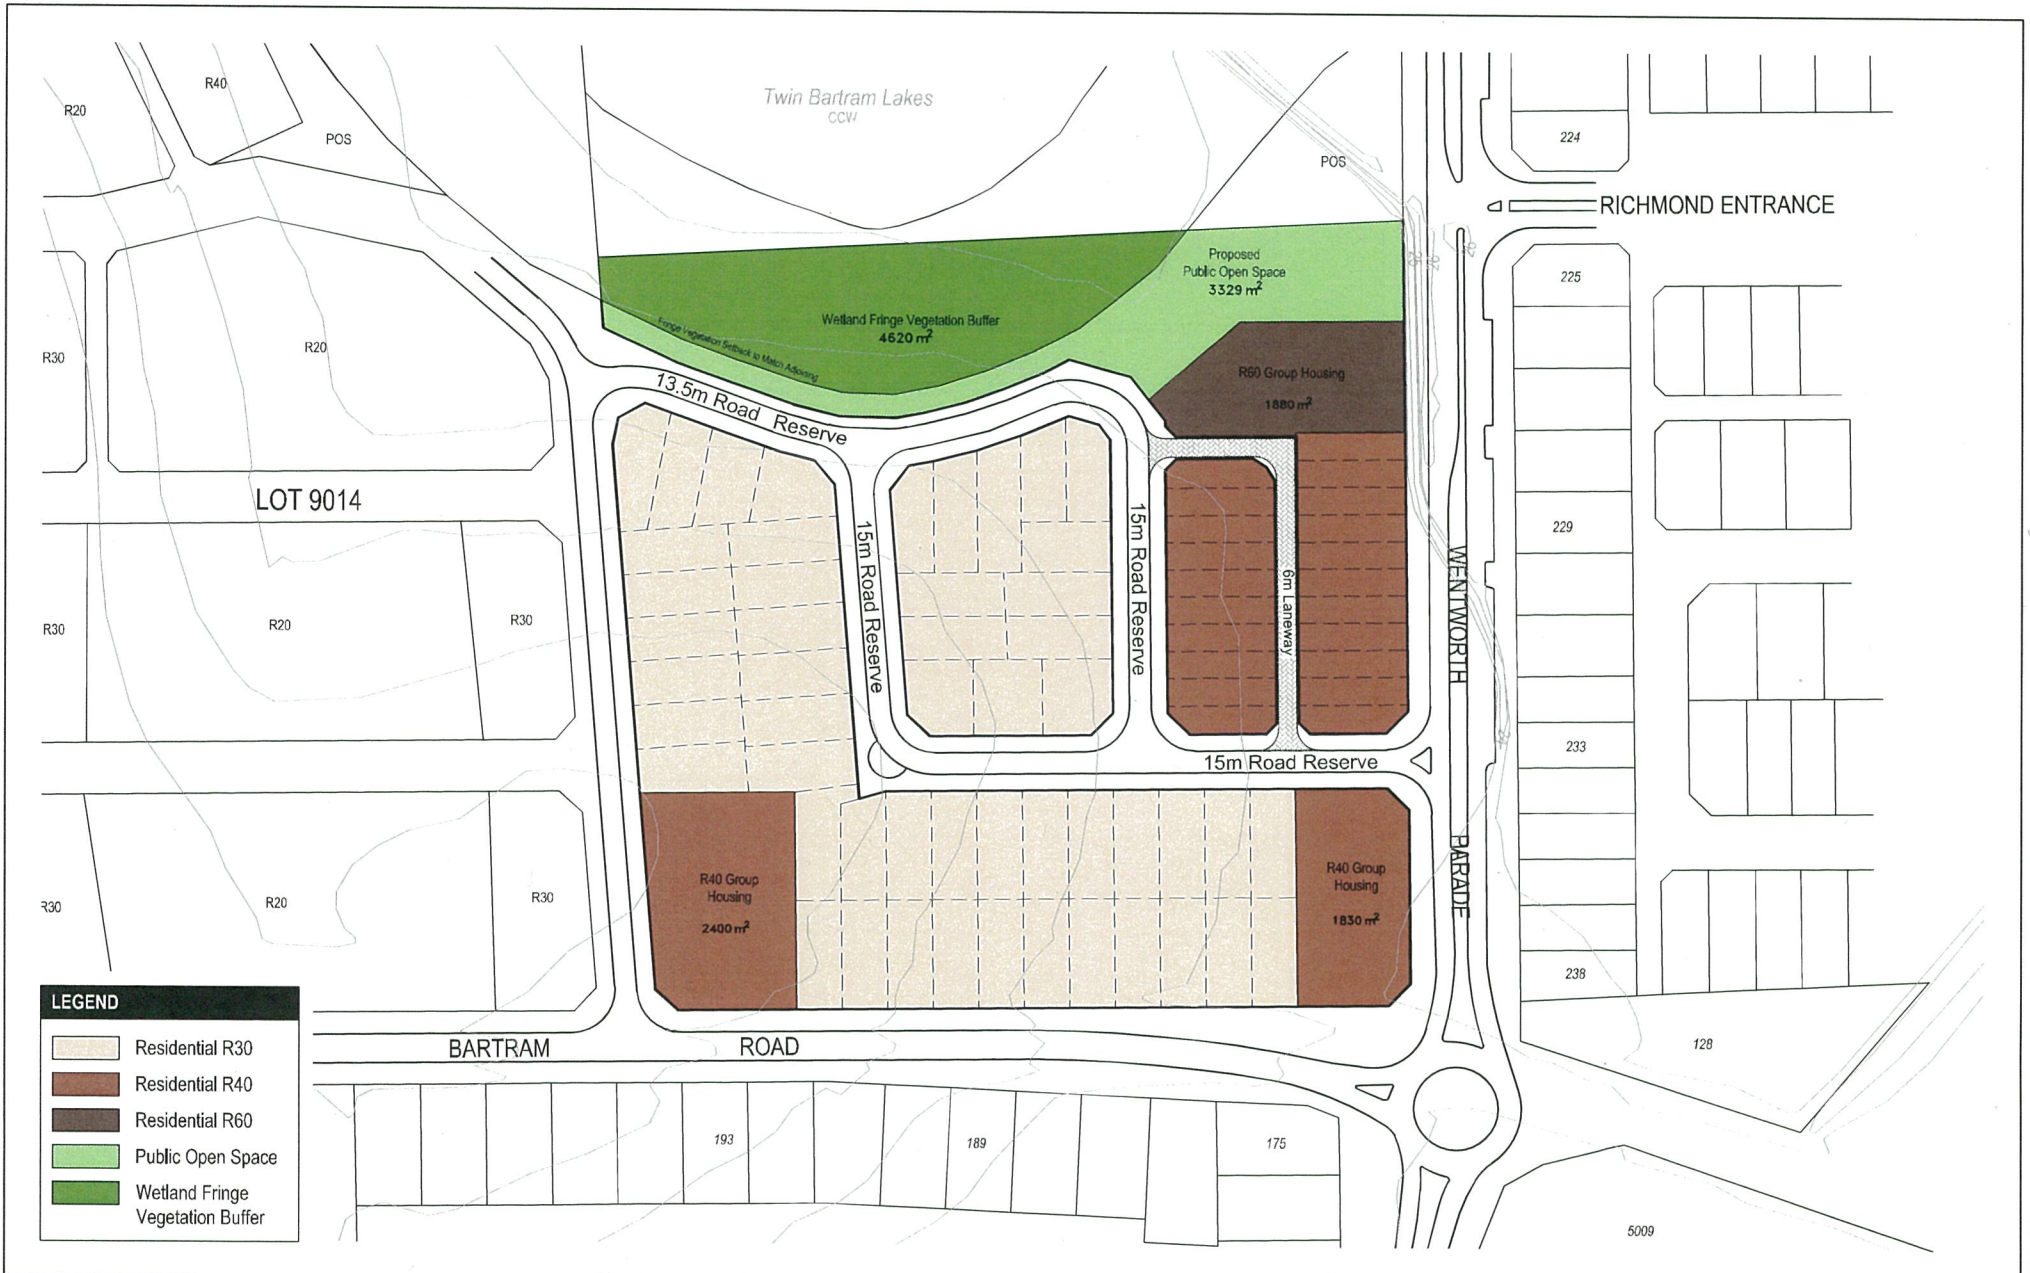 R20
R40
POS
Twin Bartram Lakes
CCW
POS
224
RICHMOND ENTRANCE
225
Proposed
Public Open Space
3329 m²
Wetland Fringe Vegetation Buffer
4620 m²
Fringe Vegetation Setback to Match Adjoining
R30
R20
13.5m Road Reserve
R60 Group Housing
1880 m²
LOT 9014
15m Road Reserve
15m Road Reserve
6m Laneway
WENTWORTH
PARADE
229
R30
R20
R30
233
15m Road Reserve
R30
R20
R30
R40 Group
Housing
2400 m²
R40 Group
Housing
1830 m²
238
128
BARTRAM ROAD
193
189
175
5009
LEGEND
Residential R30
Residential R40
Residential R60
Public Open Space
Wetland Fringe
Vegetation Buffer